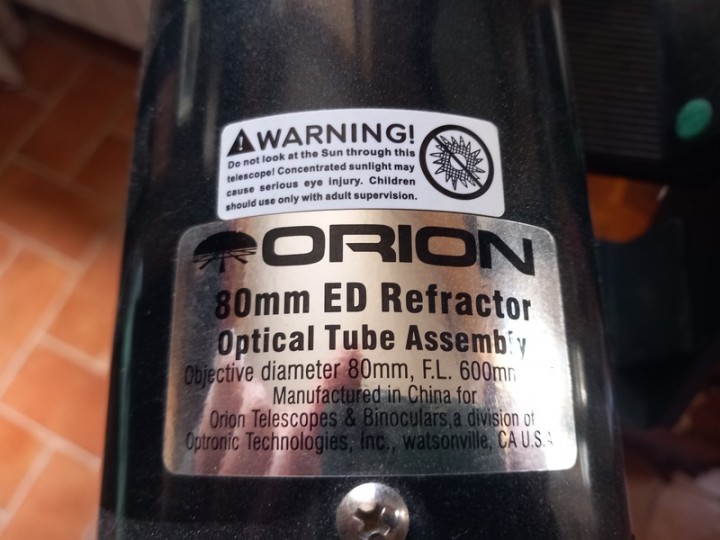 WARNING!
Do not look at the Sun through this
telescope! Concentrated sunlight may
cause serious eye injury. Children
should use only with adult supervision.
ORION
80mm ED Refractor
Optical Tube Assembly
Objective diameter 80mm, F.L. 600mm
Manufactured in China for
Orion Telescopes & Binoculars,a division of
Optronic Technologies, Inc., watsonville, CA U.S.A